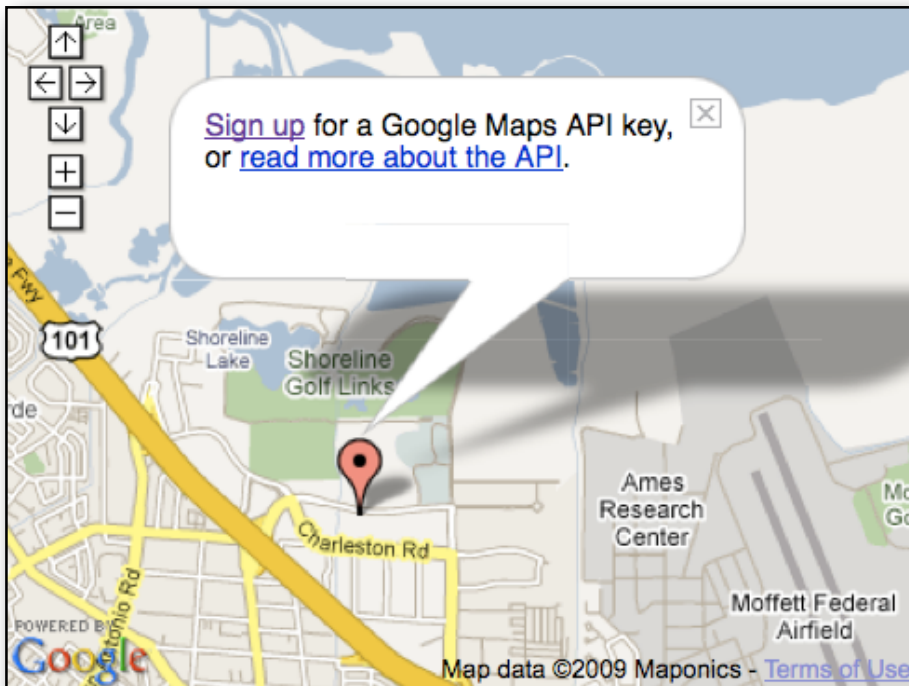 Area
Sign up for a Google Maps API key,
or read more about the API.
Fwy
101
Shoreline
Lake
Shoreline
Golf Links
rde
Ames
Research
Center
Mo
Go
Charleston Rd
tonio Rd
Moffett Federal
Airfield
POWERED BY
Google
Map data ©2009 Maponics - Terms of Use